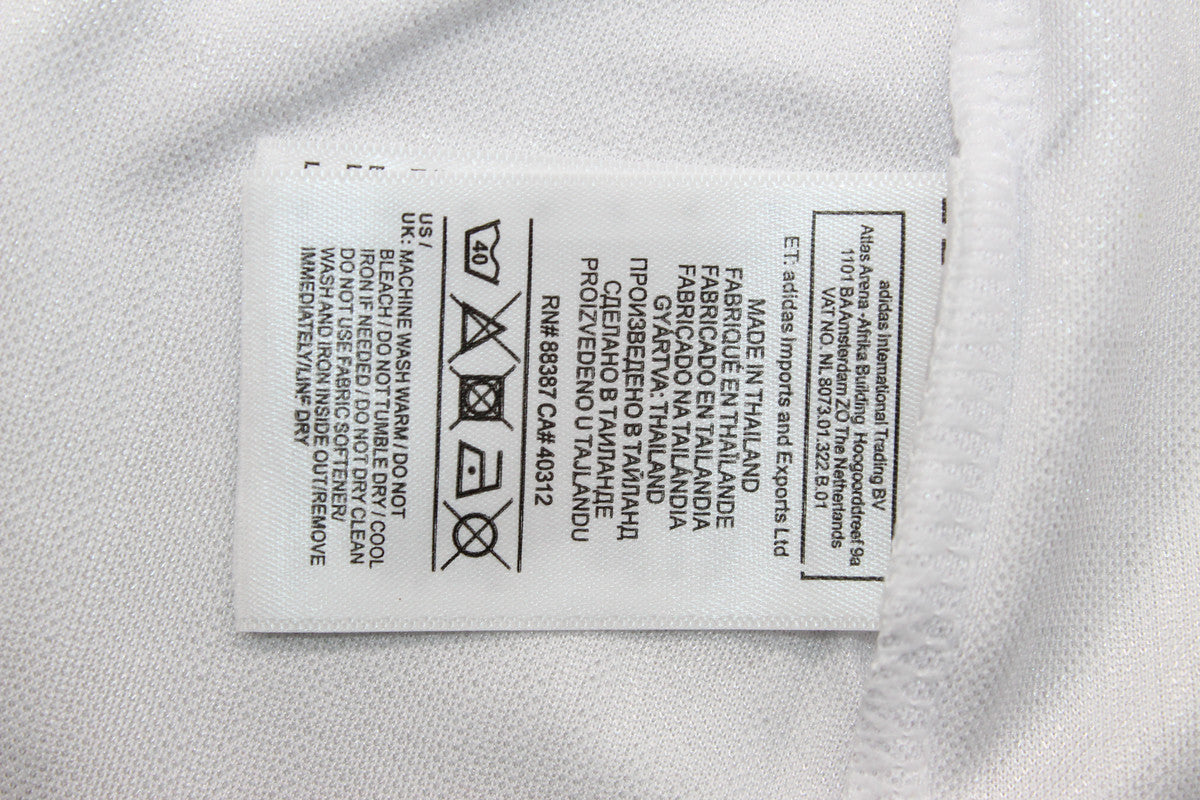 adidas International Trading BV
Atlas Arena -Afrika Building Hoogoorddreef 9a
1101 BA Amsterdam ZO The Netherlands
VAT NO. NL 8073.01.322.B.01
ET: adidas Imports and Exports Ltd
MADE IN THAILAND
FABRIQUÉ EN THAÏLANDE
FABRICADO EN TAILANDIA
FABRICADO NA TAILÂNDIA
GYÁRTVA: THAILAND
ПРОИЗВЕДЕНО В ТАЙЛАНД
СДЕЛАНО В ТАИЛАНДЕ
PROIZVEDENO U TAJLANDU
RN# 88387 CA# 40312
40
US /
UK: MACHINE WASH WARM / DO NOT
BLEACH / DO NOT TUMBLE DRY / COOL
IRON IF NEEDED / DO NOT DRY CLEAN
DO NOT USE FABRIC SOFTENER/
WASH AND IRON INSIDE OUT/REMOVE
IMMEDIATELY/LINE DRY